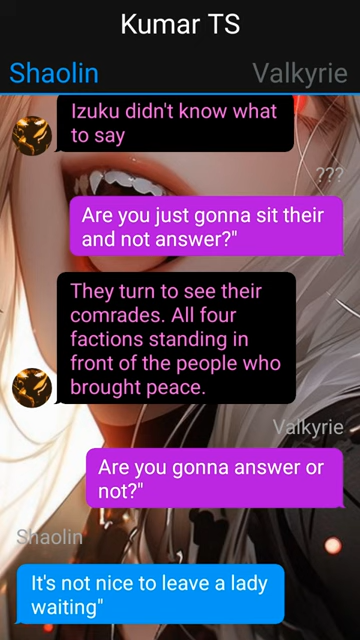 Kumar TS
Shaolin
Valkyrie
Izuku didn't know what
to say
???
Are you just gonna sit their
and not answer?"
They turn to see their
comrades. All four
factions standing in
front of the people who
brought peace.
Valkyrie
Are you gonna answer or
not?"
Shaolin
It's not nice to leave a lady
waiting"